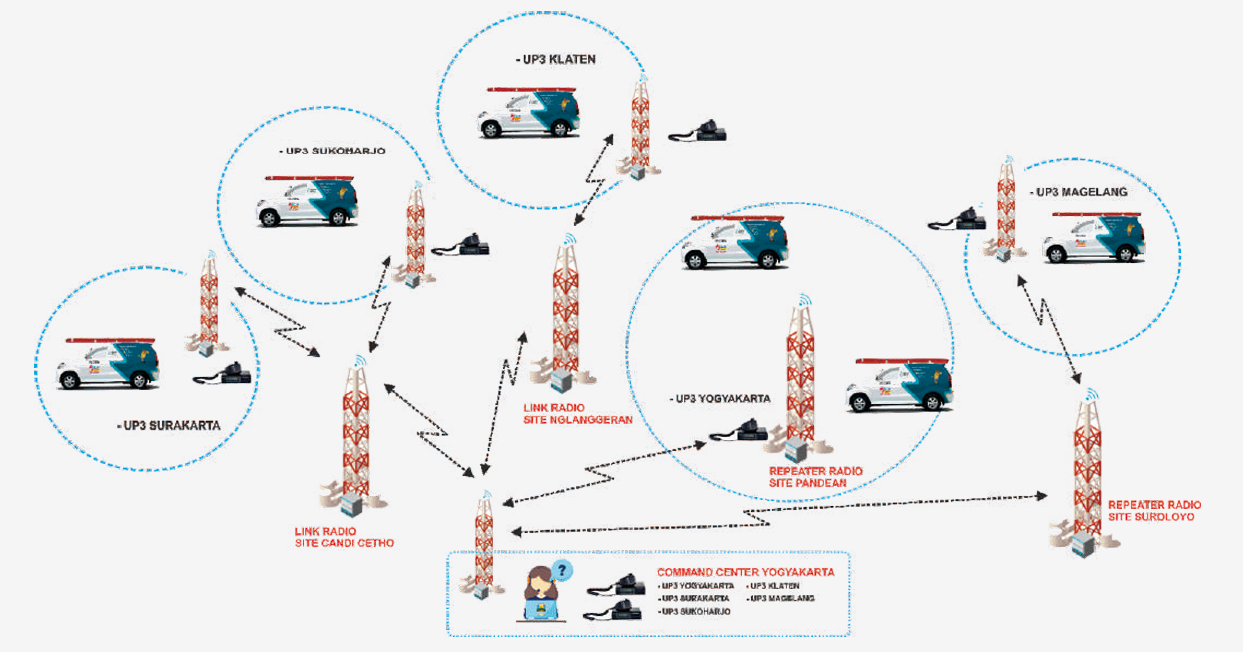 - UP3 KLATEN
- UP3 SUKOHARJO
- UP3 MAGELANG
- UP3 SURAKARTA
- UP3 YOGYAKARTA
LINK RADIO
SITE NGLANGGERAN
REPEATER RADIO
SITE PANDEAN
REPEATER RADIO
SITE SUROLOYO
LINK RADIO
SITE CANDI CETHO
?
COMMAND CENTER YOGYAKARTA
- UP3 YOGYAKARTA - UP3 KLATEN
- UP3 SURAKARTA - UP3 MAGELANG
- UP3 SUKOHARJO